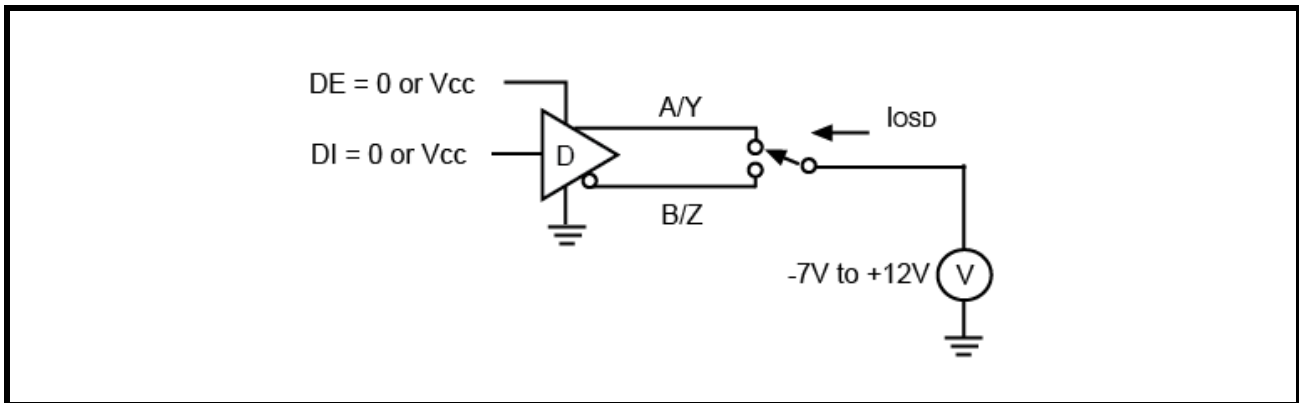 DE = 0 or Vcc
A/Y
IOSD
DI = 0 or Vcc
D
B/Z
-7V to +12V
V